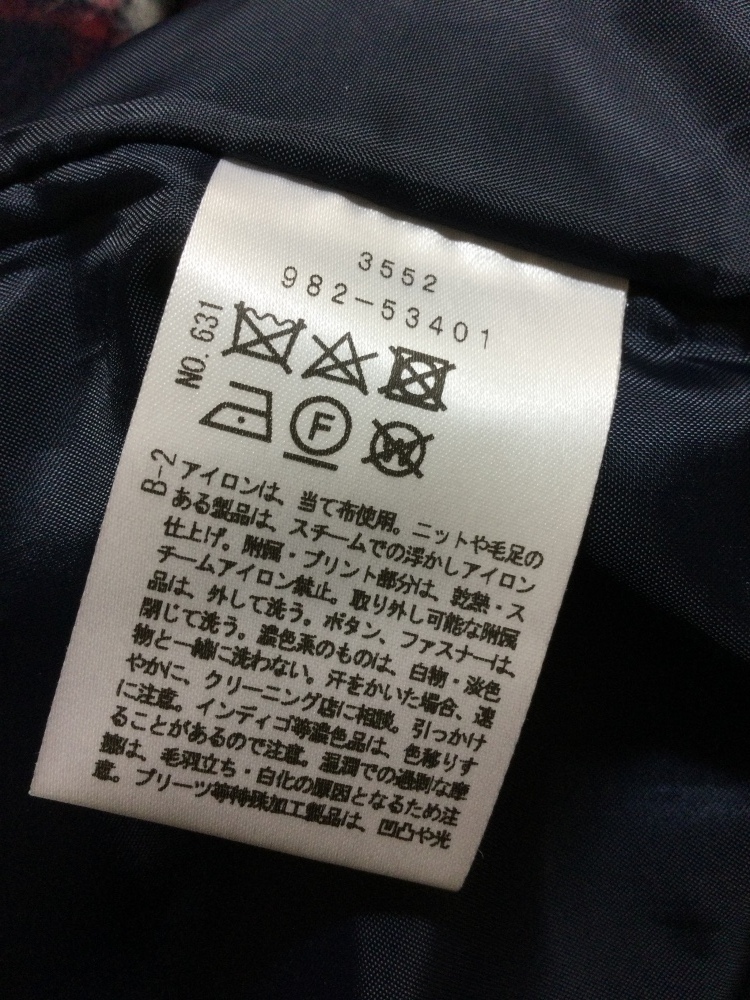 3552
982-53401
NO. 631
F
W
B-2
アイロンは、当て布使用。ニットや毛足の
ある製品は、スチームでの浮かしアイロン
仕上げ。附属・プリント部分は、乾熱・ス
チームアイロン禁止。取り外し可能な附属
品は、外して洗う。ボタン、ファスナーは、
閉じて洗う。濃色系のものは、白物・淡色
物と一緒に洗わない。汗をかいた場合、速
やかに、クリーニング店に相談。引っかけ
に注意。インディゴ等濃色品は、色移りす
ることがあるので注意。湿潤での過剰な摩
擦は、毛羽立ち・白化の原因となるため注
意。プリーツ等特殊加工製品は、凹凸や光